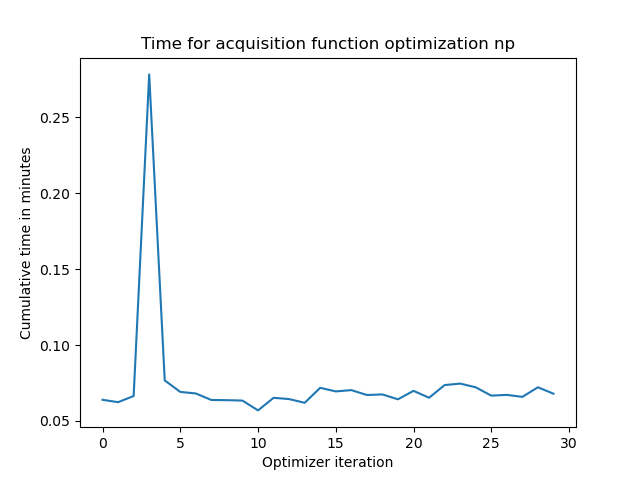 Time for acquisition function optimization np
Cumulative time in minutes
0.25
0.20
0.15
0.10
0.05
0 5 10 15 20 25 30
Optimizer iteration